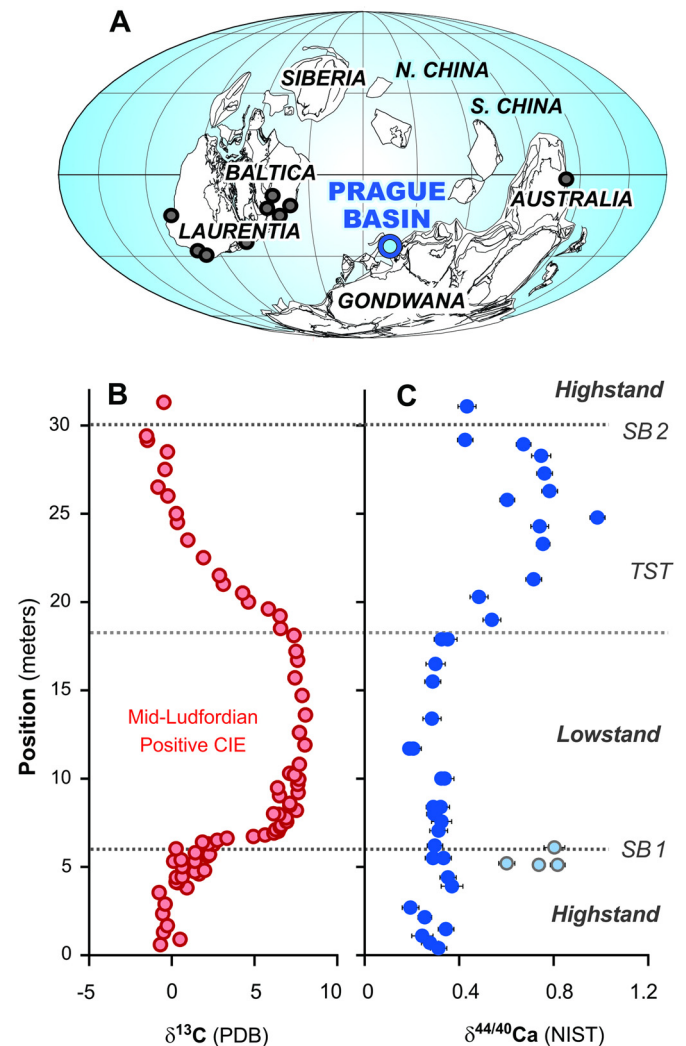 A
SIBERIA
N. CHINA
S. CHINA
BALTICA
PRAGUE
BASIN
AUSTRALIA
LAURENTIA
GONDWANA
B
C
Highstand
30
SB 2
25
TST
20
Position (meters)
Mid-Ludfordian
Positive CIE
15
Lowstand
10
SB 1
5
Highstand
0
-5 0 5 10
0 0.4 0.8 1.2
δ13C (PDB)
δ44/40Ca (NIST)